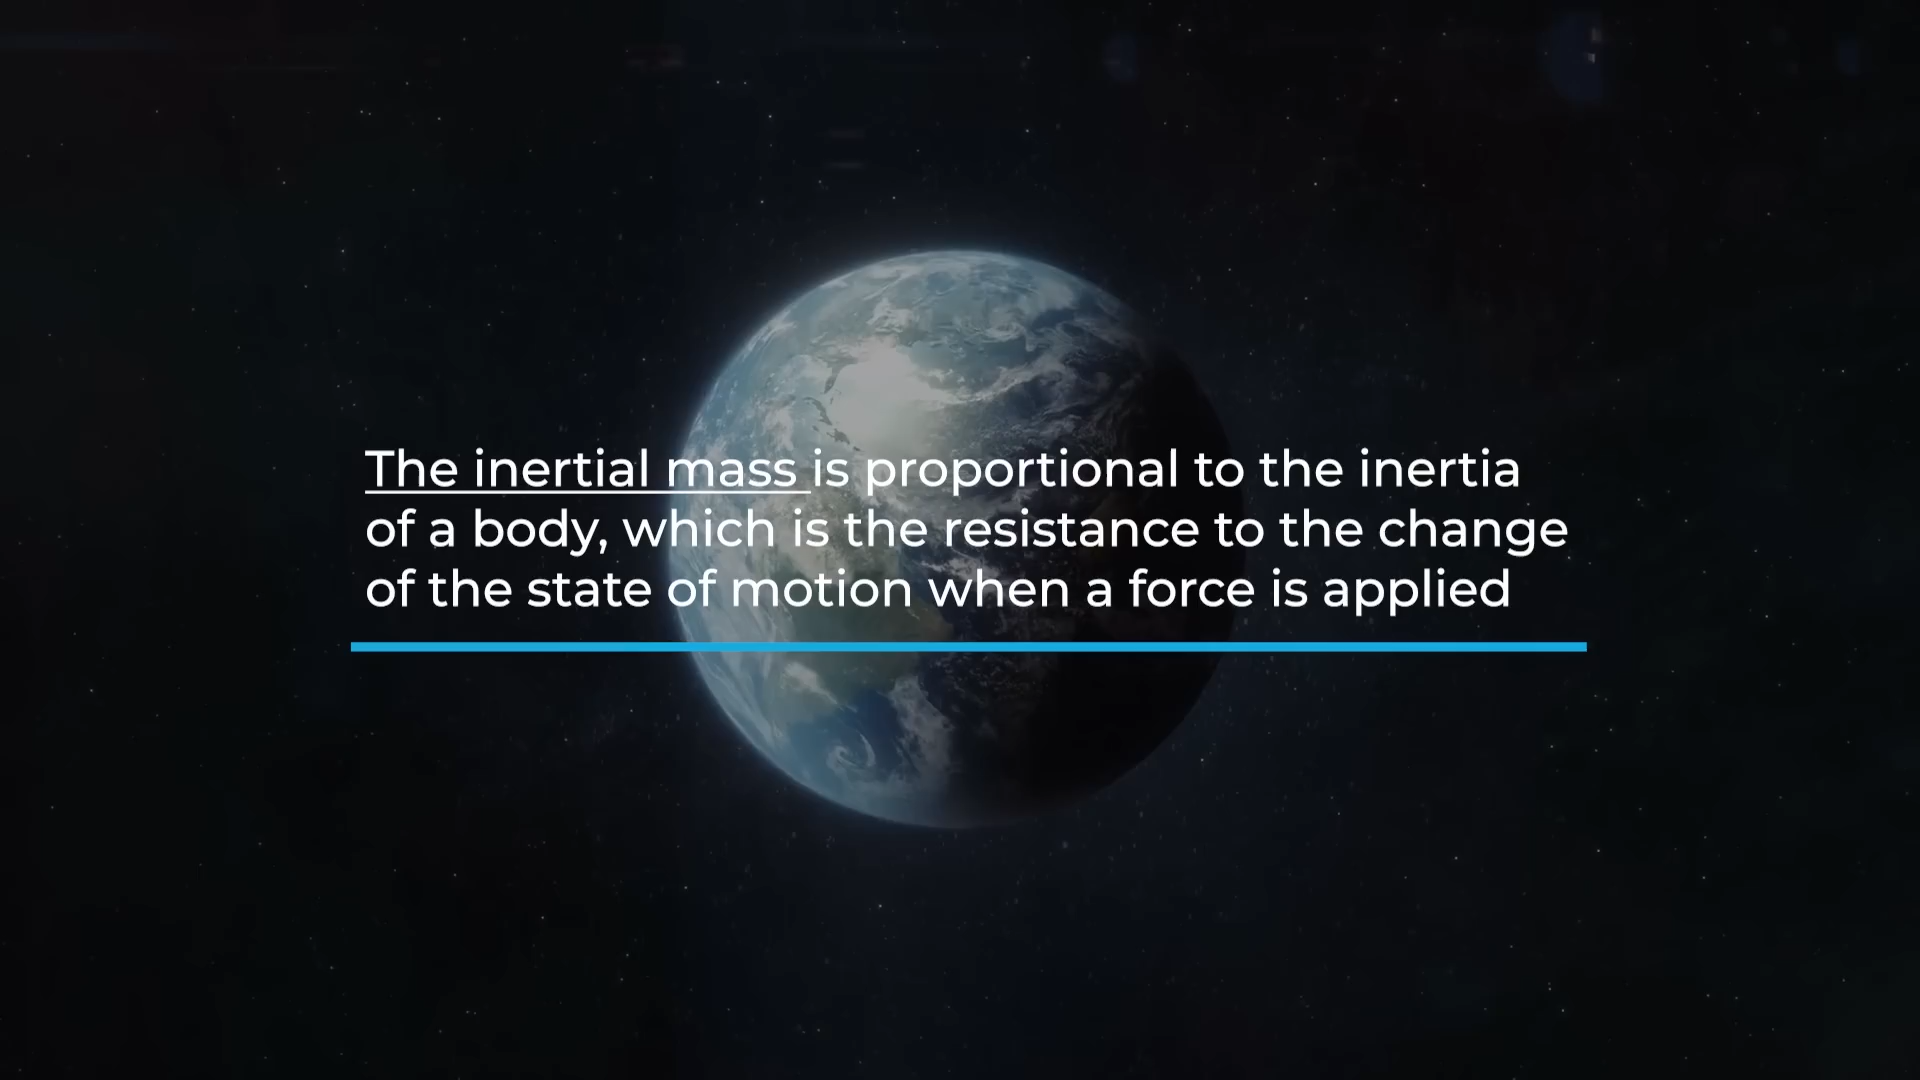 The inertial mass is proportional to the inertia
of a body, which is the resistance to the change
of the state of motion when a force is applied